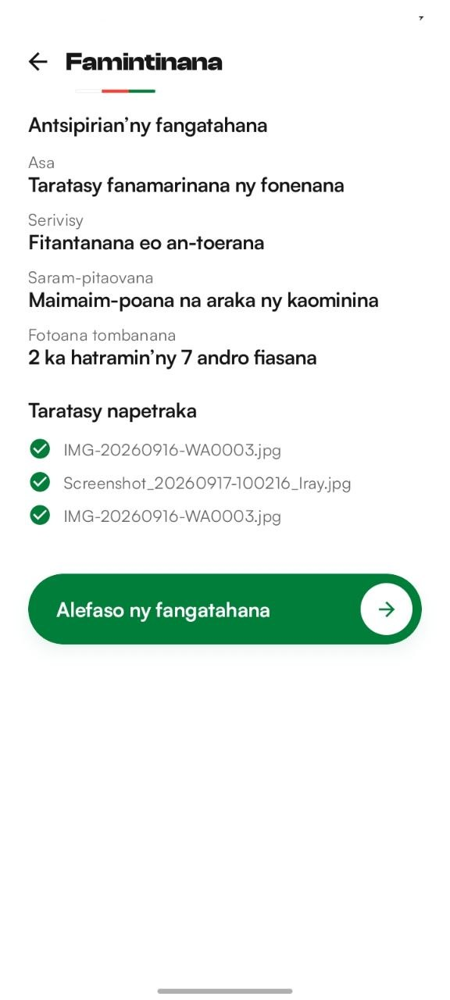 Famintinana
Antsipirian’ny fangatahana
Asa
Taratasy fanamarinana ny fonenana
Serivisy
Fitantanana eo an-toerana
Saram-pitaovana
Maimaim-poana na araka ny kaominina
Fotoana tombanana
2 ka hatramin’ny 7 andro fiasana
Taratasy napetraka
IMG-20260916-WA0003.jpg
Screenshot_20260917-100216_Iray.jpg
IMG-20260916-WA0003.jpg
Alefaso ny fangatahana